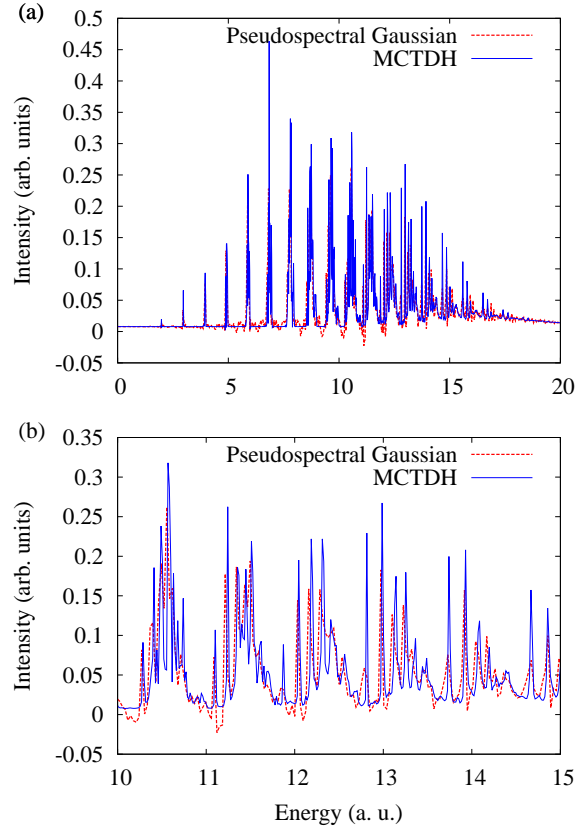 (a)
0.5
0.45
0.4
0.35
0.3
0.25
0.2
0.15
0.1
0.05
0
-0.05
Intensity (arb. units)
Pseudospectral Gaussian
MCTDH
0 5 10 15 20
(b)
0.35
0.3
0.25
0.2
0.15
0.1
0.05
0
-0.05
Intensity (arb. units)
Pseudospectral Gaussian
MCTDH
10 11 12 13 14 15
Energy (a. u.)